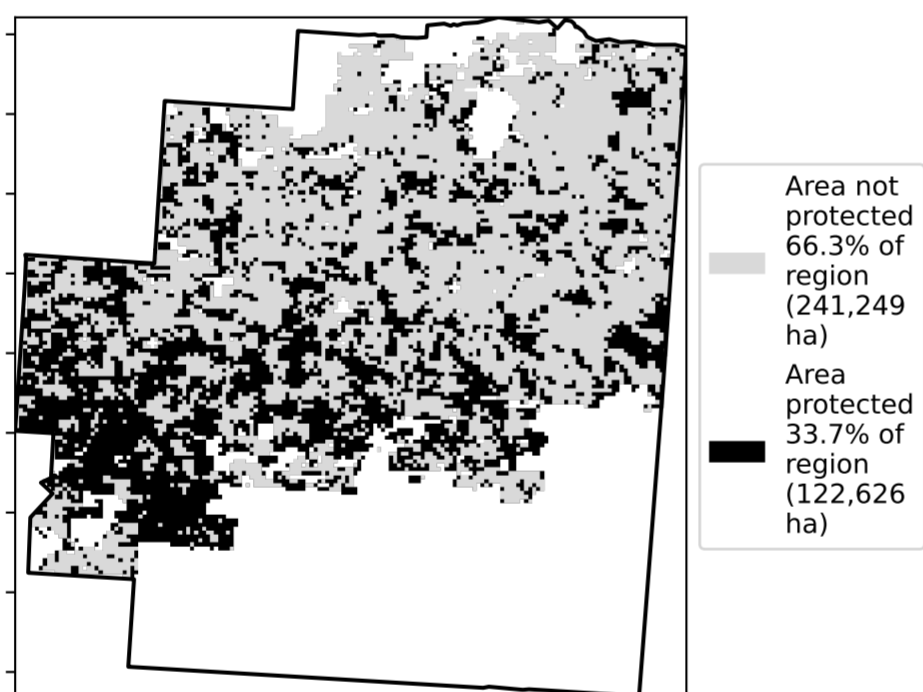 Area not
protected
66.3% of
region
(241,249
ha)
Area
protected
33.7% of
region
(122,626
ha)